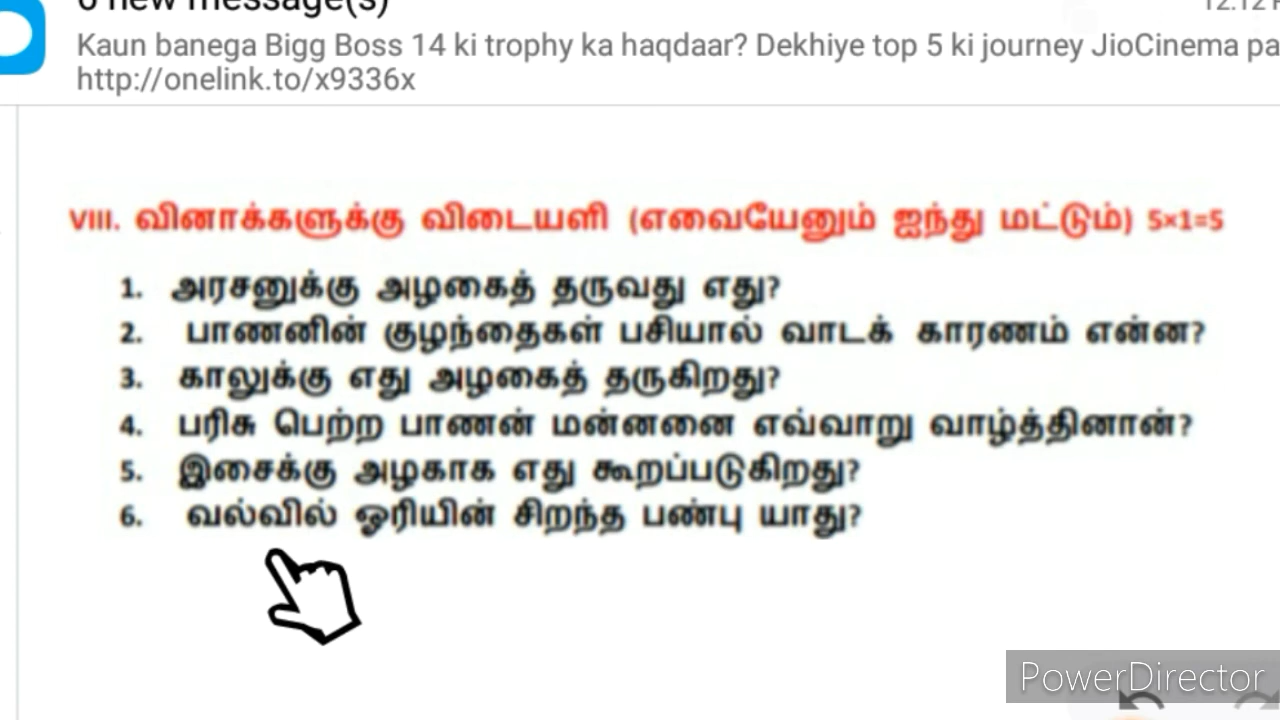 6 new message(s)
Kaun banega Bigg Boss 14 ki trophy ka haqdaar? Dekhiye top 5 ki journey JioCinema pa
http://onelink.to/x9336x
VIII. வினாக்களுக்கு விடையளி (எவையேனும் ஐந்து மட்டும்) 5×1=5
1. அரசனுக்கு அழகைத் தருவது எது?
2. பாணனின் குழந்தைகள் பசியால் வாடக் காரணம் என்ன?
3. காலுக்கு எது அழகைத் தருகிறது?
4. பரிசு பெற்ற பாணன் மன்னனை எவ்வாறு வாழ்த்தினான்?
5. இசைக்கு அழகாக எது கூறப்படுகிறது?
6. வல்வில் ஓரியின் சிறந்த பண்பு யாது?
PowerDirector